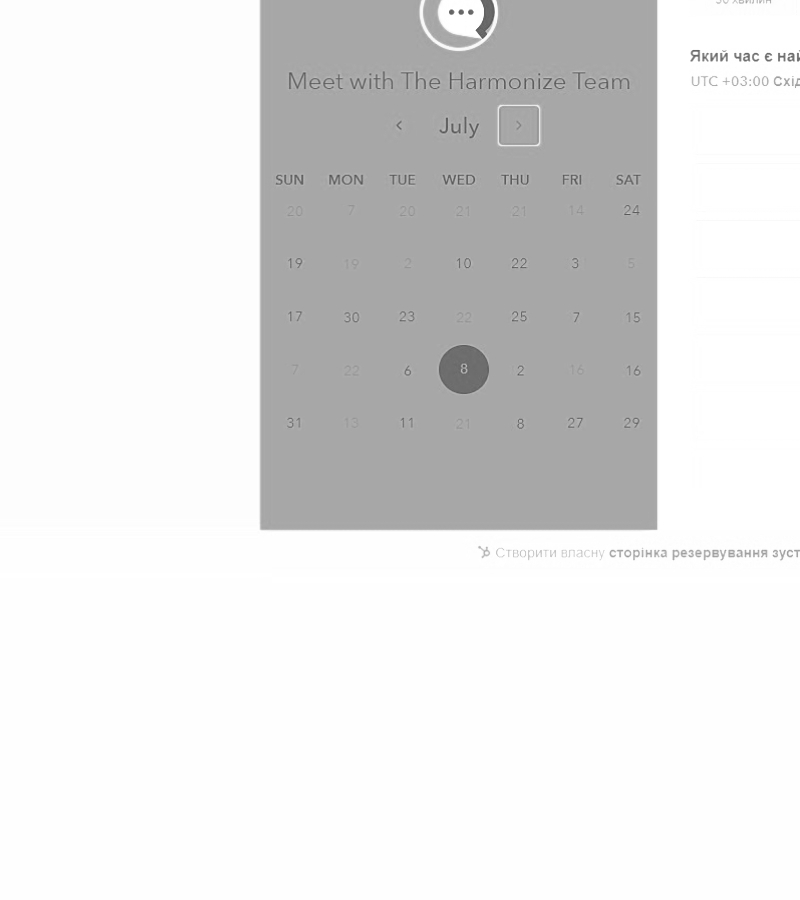 30 хвилин
Meet with The Harmonize Team
Який час є най
UTC +03:00 Схід
July
SUN MON TUE WED THU FRI SAT
20 7 20 21 21 14 24
19 19 2 10 22 3 5
17 30 23 22 25 7 15
7 22 6 8 2 16 16
31 13 11 21 8 27 29
Створити власну сторінка резервування зуст